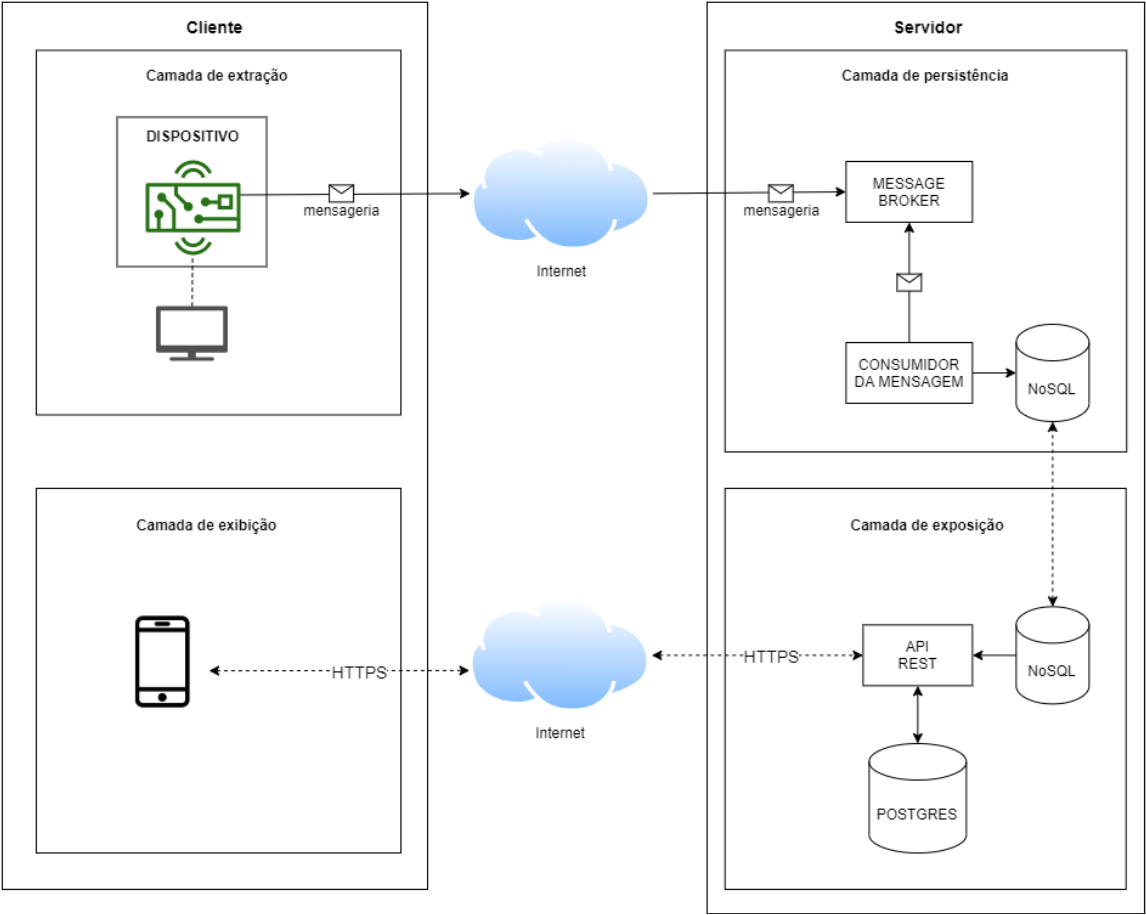 Cliente
Camada de extração
DISPOSITIVO
mensageria
Internet
Servidor
Camada de persistência
mensageria
MESSAGE
BROKER
CONSUMIDOR
DA MENSAGEM
NoSQL
Camada de exibição
HTTPS
Internet
HTTPS
Camada de exposição
API
REST
NoSQL
POSTGRES